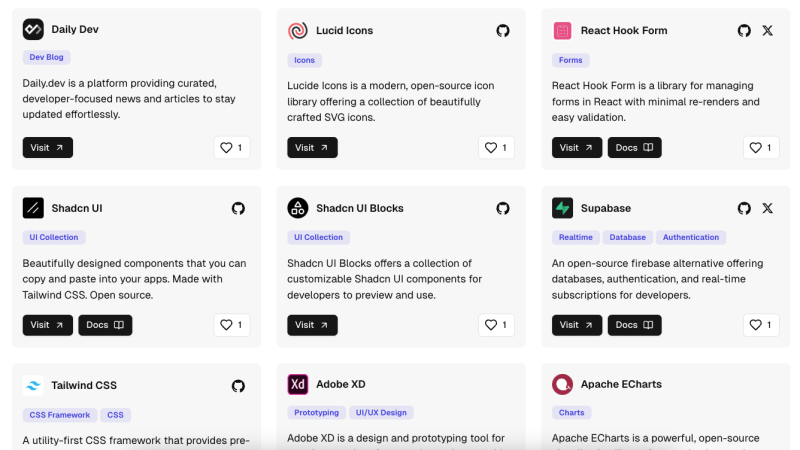 Daily Dev
Dev Blog
Daily.dev is a platform providing curated,
developer-focused news and articles to stay
updated effortlessly.
Visit
1
Lucid Icons
Icons
Lucide Icons is a modern, open-source icon
library offering a collection of beautifully
crafted SVG icons.
Visit
1
React Hook Form
Forms
React Hook Form is a library for managing
forms in React with minimal re-renders and
easy validation.
Visit
Docs
1
Shadcn UI
UI Collection
Beautifully designed components that you can
copy and paste into your apps. Made with
Tailwind CSS. Open source.
Visit
Docs
1
Shadcn UI Blocks
UI Collection
Shadcn UI Blocks offers a collection of
customizable Shadcn UI components for
developers to preview and use.
Visit
1
Supabase
Realtime
Database
Authentication
An open-source firebase alternative offering
databases, authentication, and real-time
subscriptions for developers.
Visit
Docs
1
Tailwind CSS
CSS Framework
CSS
A utility-first CSS framework that provides pre-
Xd
Adobe XD
Prototyping
UI/UX Design
Adobe XD is a design and prototyping tool for
Apache ECharts
Charts
Apache ECharts is a powerful, open-source